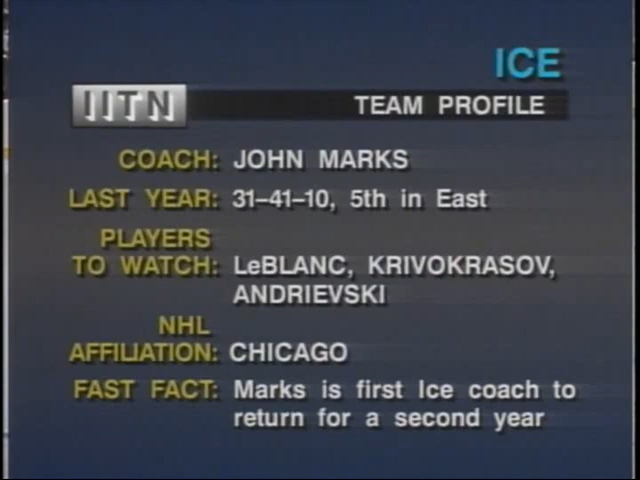 ICE
IITN TEAM PROFILE
COACH: JOHN MARKS
LAST YEAR: 31–41–10, 5th in East
PLAYERS
TO WATCH: LeBLANC, KRIVOKRASOV,
ANDRIEVSKI
NHL
AFFILIATION: CHICAGO
FAST FACT: Marks is first Ice coach to
return for a second year